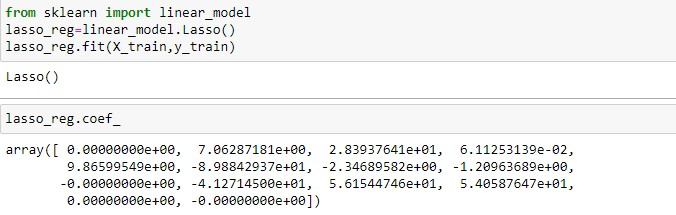 from sklearn import linear_model
lasso_reg=linear_model.Lasso()
lasso_reg.fit(X_train,y_train)
Lasso()
lasso_reg.coef_
array([ 0.00000000e+00,  7.06287181e+00,  2.83937641e+01,  6.11253139e-02,
        9.86599549e+00, -8.98842937e+01, -2.34689582e+00, -1.20963689e+00,
       -0.00000000e+00, -4.12714500e+01,  5.61544746e+01,  5.40587647e+01,
        0.00000000e+00, -0.00000000e+00])